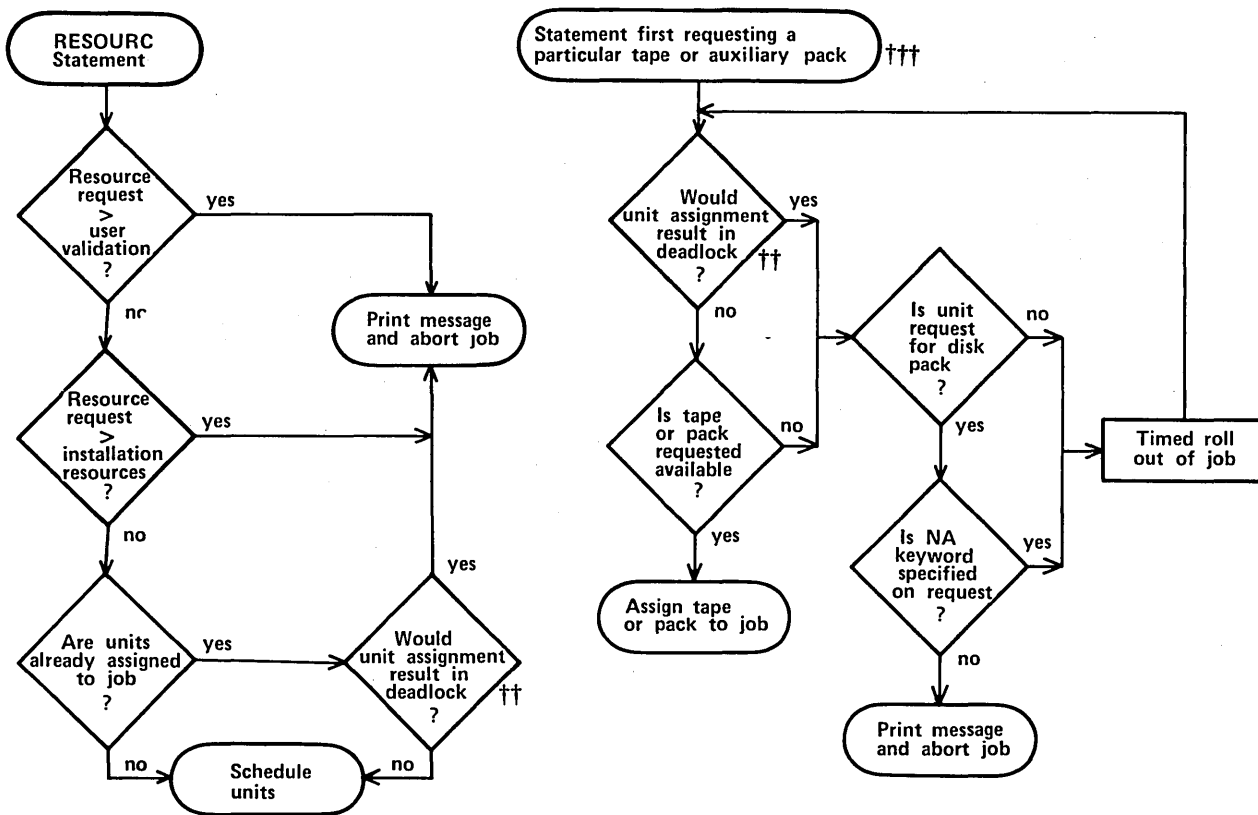 RESOURC
Statement
Resource
request
>
user
validation
?
yes
no
Print message
and abort job
Resource
request
>
installation
resources
?
yes
no
Are units
already assigned
to job
?
yes
no
Would
unit assignment
result in
deadlock
?
††
yes
no
Schedule
units
Statement first requesting a
particular tape or auxiliary pack
†††
Would
unit assignment
result in
deadlock
?
††
yes
no
Is tape
or pack
requested
available
?
no
yes
Assign tape
or pack to job
Is unit
request
for disk
pack
?
no
yes
Timed roll
out of job
Is NA
keyword
specified
on request
?
yes
no
Print message
and abort job